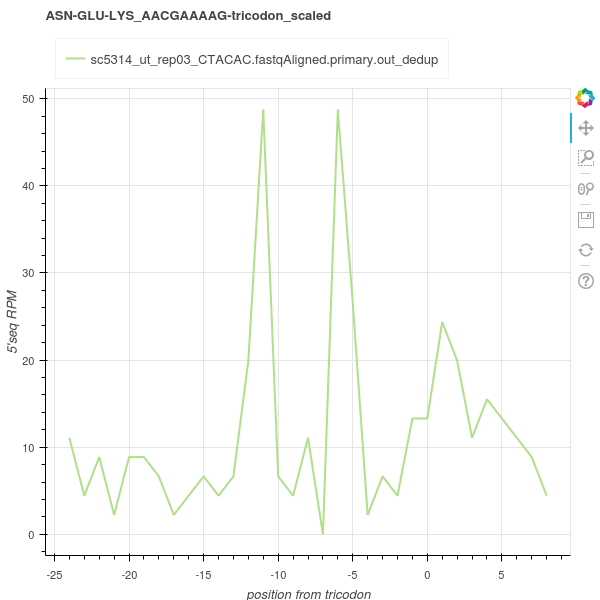 ASN-GLU-LYS_AACGAAAAG-tricodon_scaled
sc5314_ut_rep03_CTACAC.fastqAligned.primary.out_dedup
50
40
30
20
10
0
5'seq RPM
-25 -20 -15 -10 -5 0 5
position from tricodon